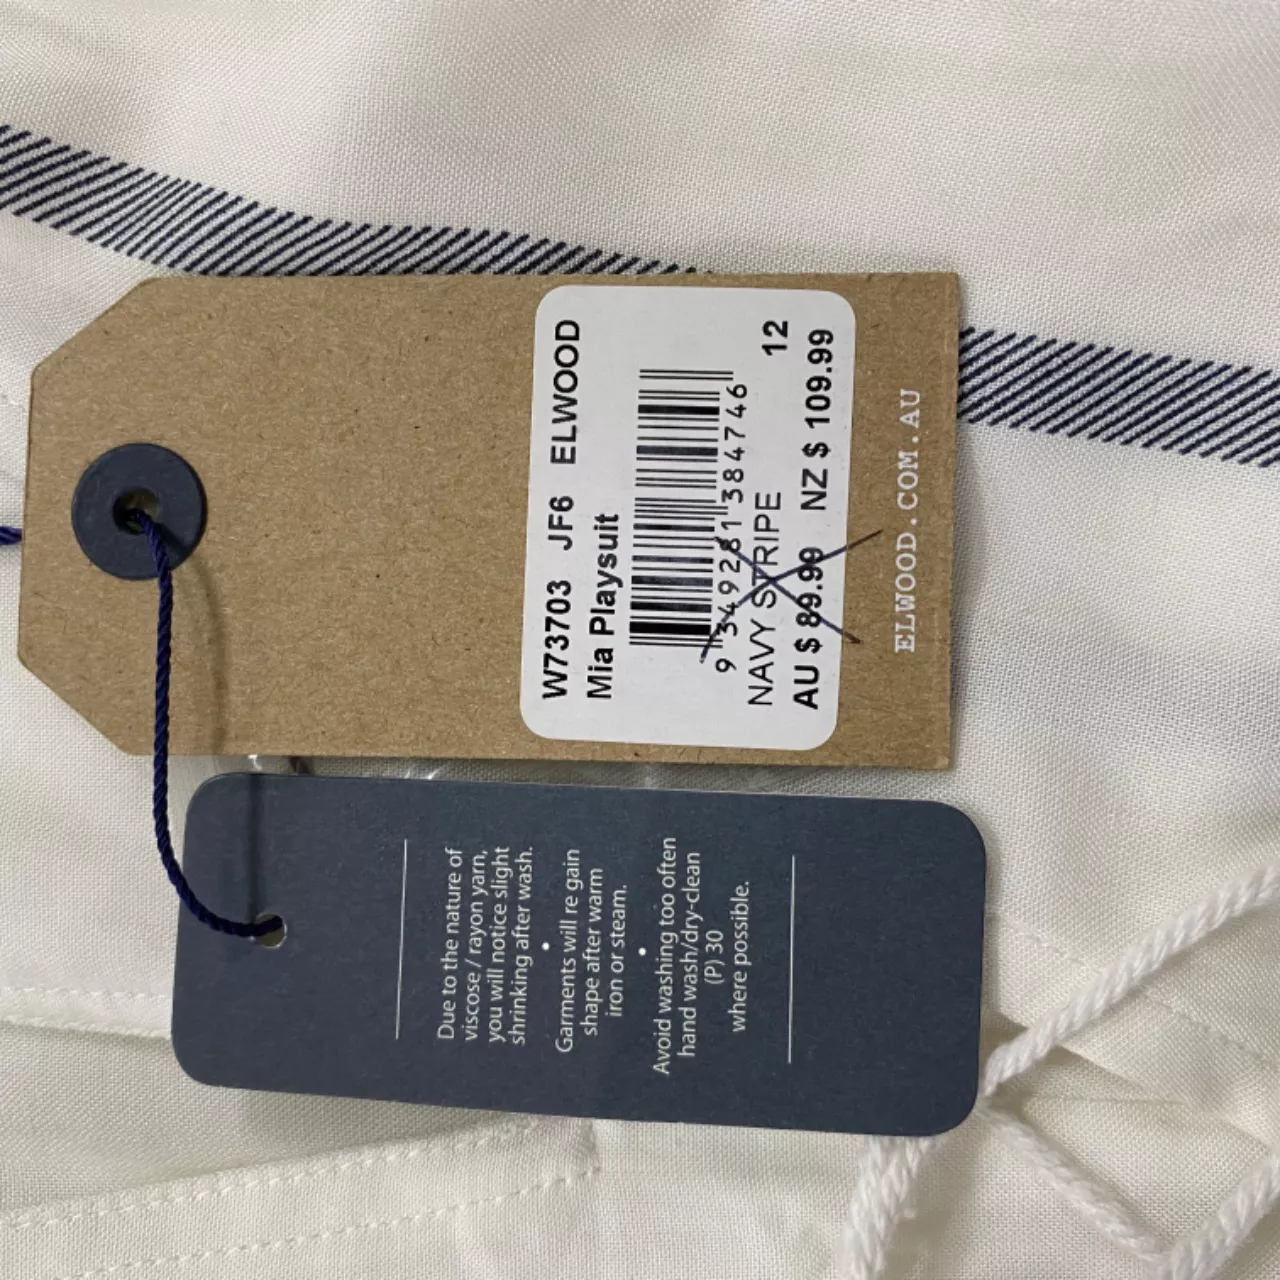 W73703 JF6 ELWOOD
Mia Playsuit
9 349281 384746
NAVY STRIPE 12
AU $ 89.99 NZ $ 109.99
ELWOOD.COM.AU
Due to the nature of
viscose / rayon yarn,
you will notice slight
shrinking after wash.
•
Garments will re gain
shape after warm
iron or steam.
•
Avoid washing too often
hand wash/dry-clean
(P) 30
where possible.